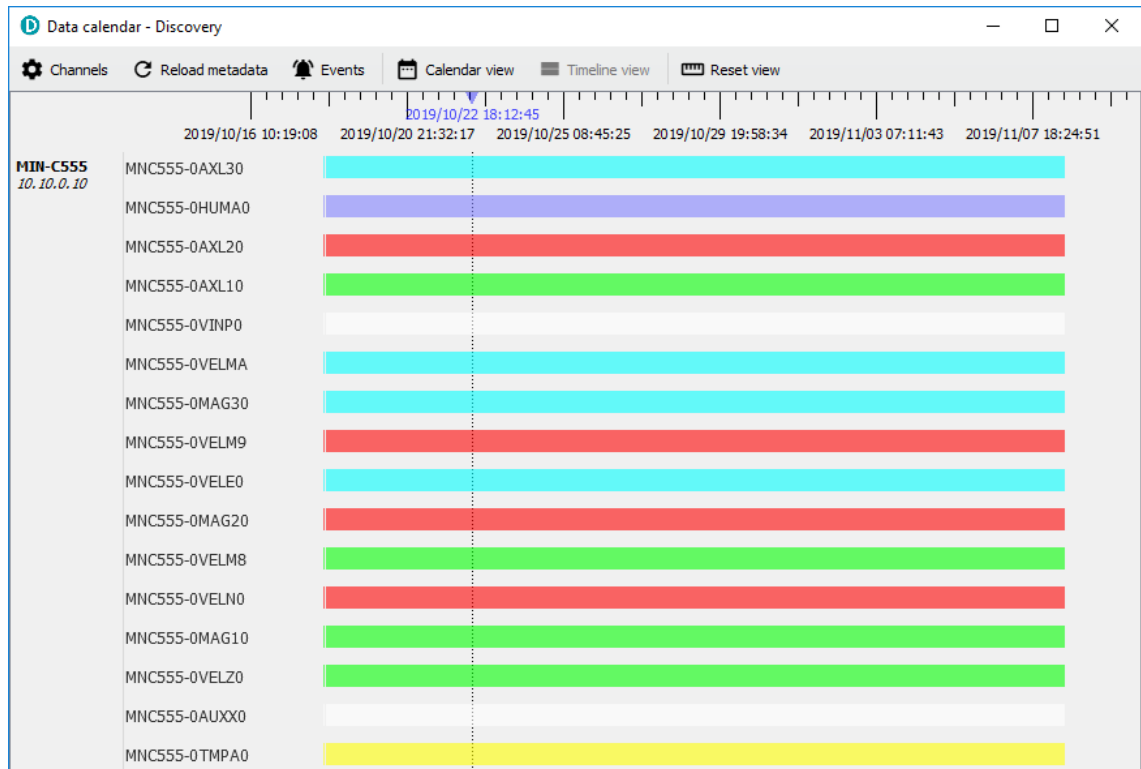 Data calendar - Discovery
Channels Reload metadata Events Calendar view Timeline view Reset view
2019/10/22 18:12:45
2019/10/16 10:19:08 2019/10/20 21:32:17 2019/10/25 08:45:25 2019/10/29 19:58:34 2019/11/03 07:11:43 2019/11/07 18:24:51
MIN-C555 MNC555-0AXL30
10.10.0.10
MNC555-0HUMA0
MNC555-0AXL20
MNC555-0AXL10
MNC555-0VINP0
MNC555-0VELMA
MNC555-0MAG30
MNC555-0VELM9
MNC555-0VELE0
MNC555-0MAG20
MNC555-0VELM8
MNC555-0VELN0
MNC555-0MAG10
MNC555-0VELZ0
MNC555-0AUXX0
MNC555-0TMPA0